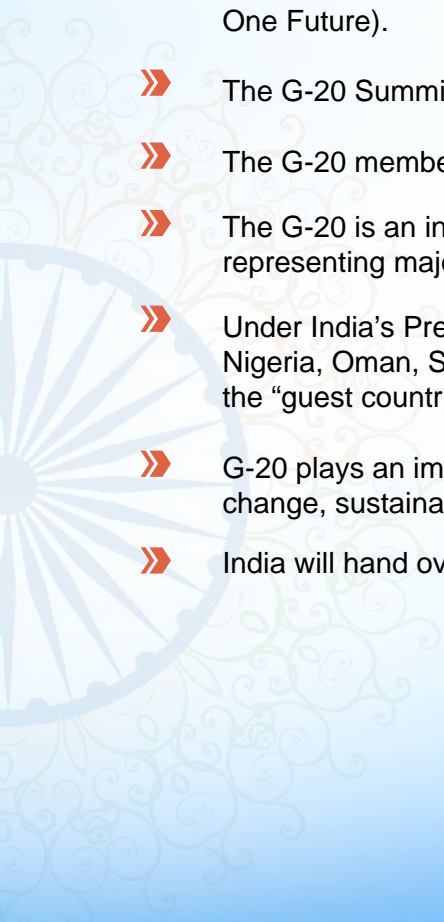 One Future).
The G-20 Summi
The G-20 membe
The G-20 is an in
representing maj
Under India's Pre
Nigeria, Oman, S
the "guest countr
G-20 plays an im
change, sustaina
India will hand ov